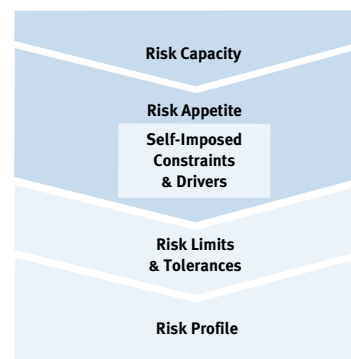 Risk Capacity
Risk Appetite
Self-Imposed
Constraints
& Drivers
Risk Limits
& Tolerances
Risk Profile